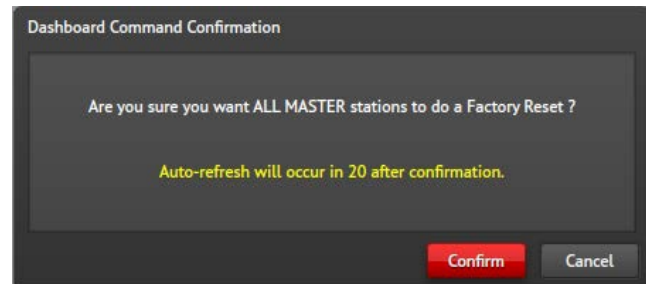 Dashboard Command Confirmation
Are you sure you want ALL MASTER stations to do a Factory Reset ?
Auto-refresh will occur in 20 after confirmation.
Confirm Cancel